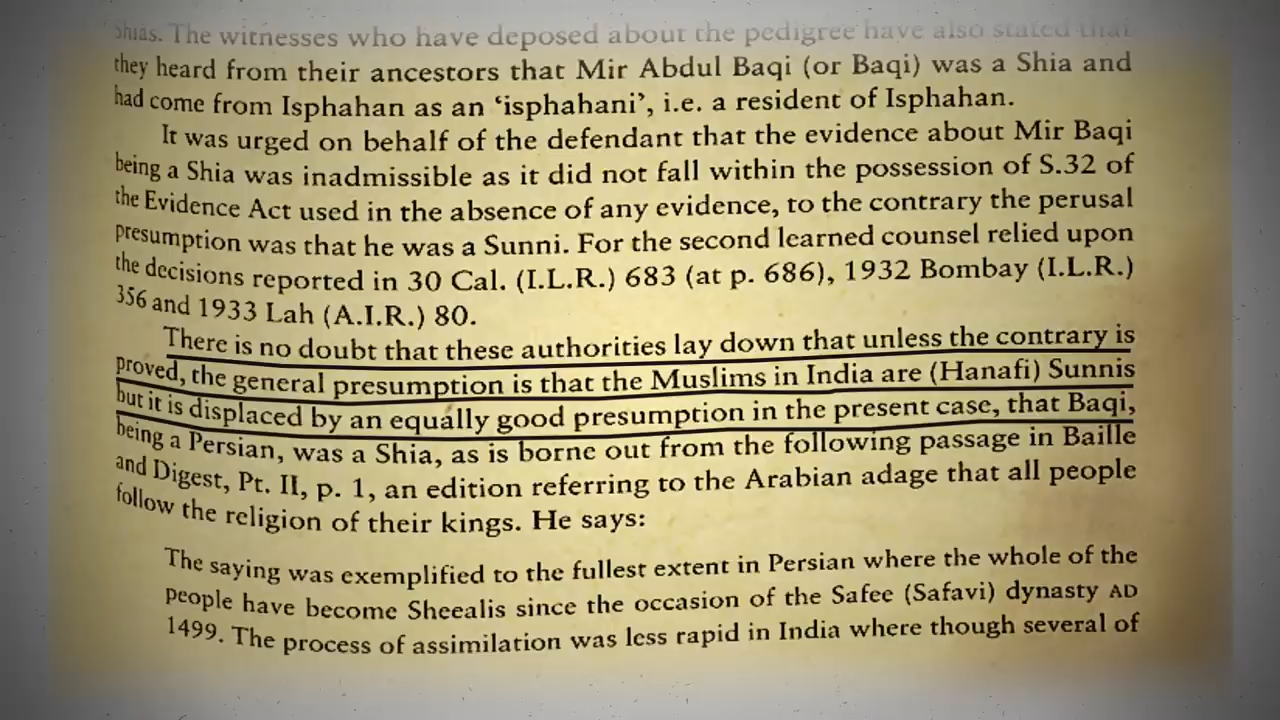 Shias. The witnesses who have deposed about the pedigree have also stated that
they heard from their ancestors that Mir Abdul Baqi (or Baqi) was a Shia and
had come from Isphahan as an ‘isphahani’, i.e. a resident of Isphahan.
It was urged on behalf of the defendant that the evidence about Mir Baqi
being a Shia was inadmissible as it did not fall within the possession of S.32 of
the Evidence Act used in the absence of any evidence, to the contrary the perusal
presumption was that he was a Sunni. For the second learned counsel relied upon
the decisions reported in 30 Cal. (I.L.R.) 683 (at p. 686), 1932 Bombay (I.L.R.)
356 and 1933 Lah (A.I.R.) 80.
There is no doubt that these authorities lay down that unless the contrary is
proved, the general presumption is that the Muslims in India are (Hanafi) Sunnis
but it is displaced by an equally good presumption in the present case, that Baqi,
being a Persian, was a Shia, as is borne out from the following passage in Baille
and Digest, Pt. II, p. 1, an edition referring to the Arabian adage that all people
follow the religion of their kings. He says:
The saying was exemplified to the fullest extent in Persian where the whole of the
people have become Sheealis since the occasion of the Safee (Safavi) dynasty AD
1499. The process of assimilation was less rapid in India where though several of